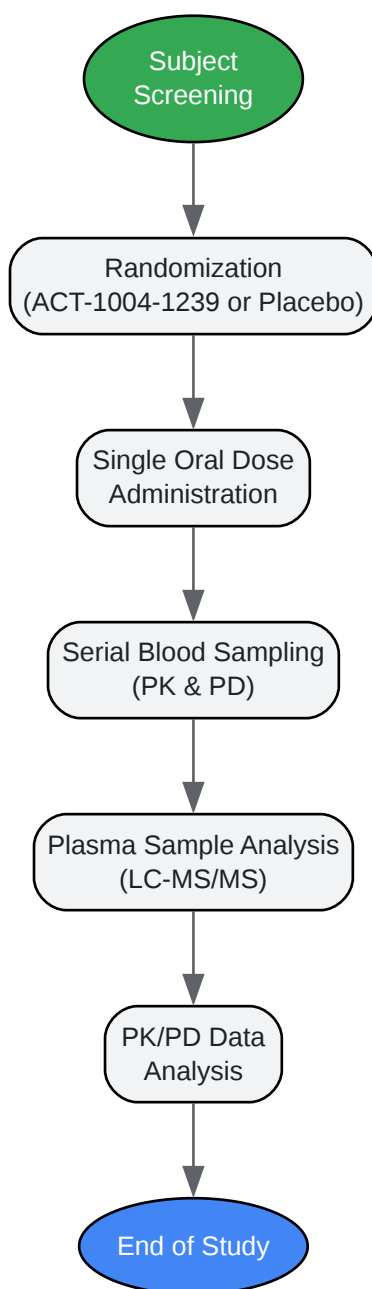 Subject
Screening
Randomization
(ACT-1004-1239 or Placebo)
Single Oral Dose
Administration
Serial Blood Sampling
(PK & PD)
Plasma Sample Analysis
(LC-MS/MS)
PK/PD Data
Analysis
End of Study